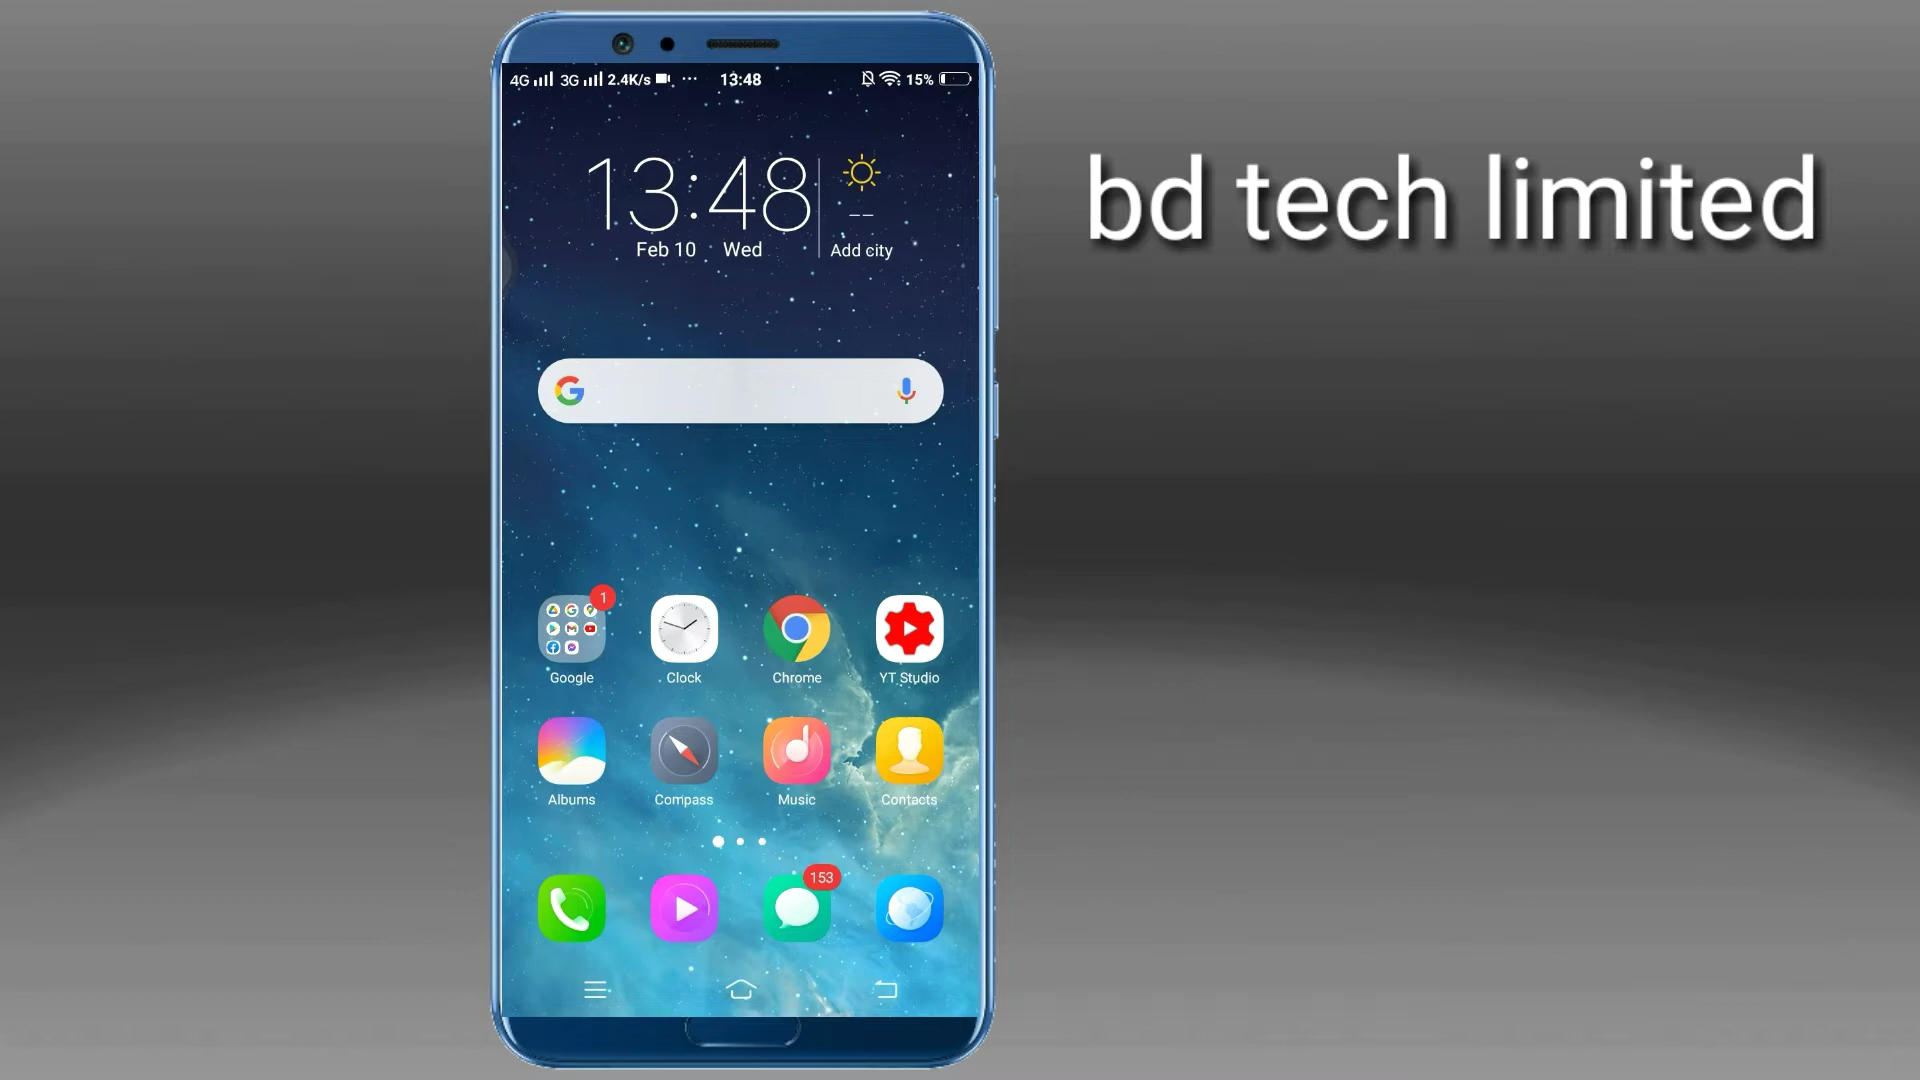 4G 3G 2.4K/s ... 13:48 15%
bd tech limited
13:48
Feb 10 Wed
--
Add city
G
1
Google Clock Chrome YT Studio
Albums Compass Music Contacts
153